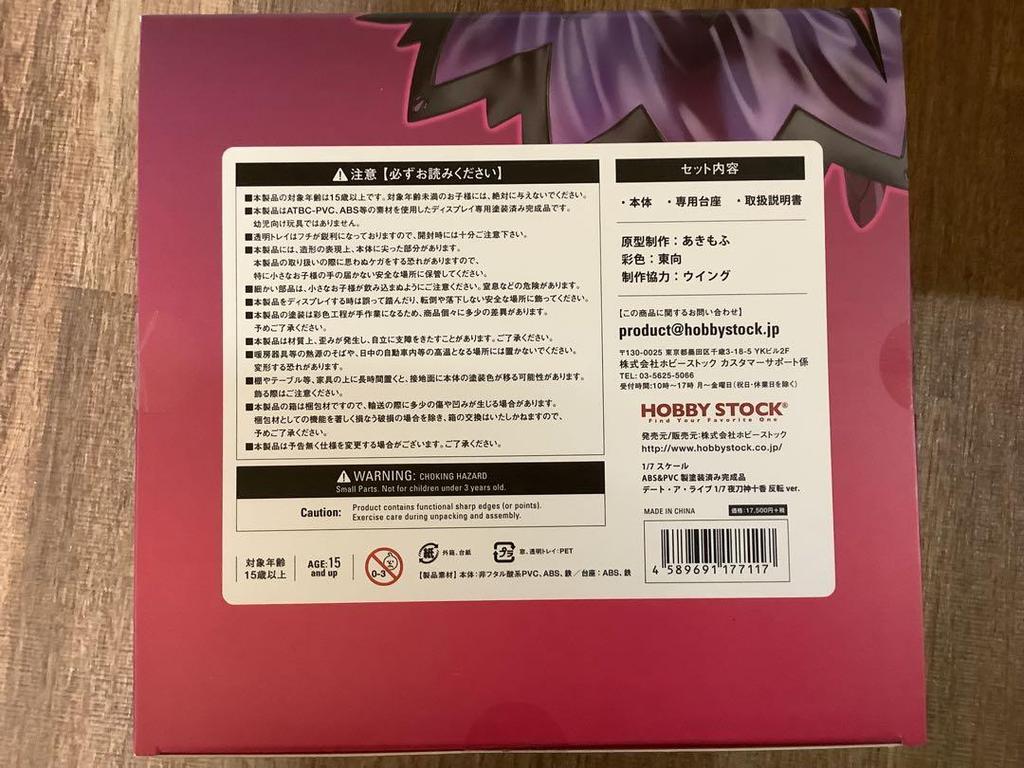 ⚠注意【必ずお読みください】
■本製品の対象年齢は15歳以上です。対象年齢未満のお子様には、絶対に与えないでください。
■本製品はATBC-PVC、ABS等の素材を使用したディスプレイ専用塗装済み完成品です。
幼児向け玩具ではありません。
■透明トレイはフチが鋭利になっておりますので、開封時には十分ご注意下さい。
■本製品には、造形の表現上、本体に尖った部分があります。
本製品の取り扱いの際に思わぬケガをする恐れがありますので、
特に小さなお子様の手の届かない安全な場所に保管してください。
■細かい部品は、小さなお子様が飲み込まぬようにご注意ください。窒息などの危険があります。
■本製品をディスプレイする時は誤って踏んだり、転倒や落下しない安全な場所に飾ってください。
■本製品の塗装は彩色工程が手作業になるため、商品個々に多少の差異があります。
予めご了承ください。
■本製品は材質上、歪みが発生し、自立に支障をきたすことがあります。ご了承ください。
■暖房器具等の熱源のそばや、日中の自動車内等の高温となる場所には置かないでください。
変形する恐れがあります。
■棚やテーブル等、家具の上に長時間置くと、接地面に本体の塗装色が移る可能性があります。
飾る際はご注意ください。
■本製品の箱は梱包材ですので、輸送の際に多少の傷や凹みが生じる場合があります。
梱包材としての機能を著しく損なう破損の場合を除き、箱の交換はいたしかねますので、
予めご了承ください。
■本製品は予告無く仕様を変更する場合がございます。ご了承ください。
⚠WARNING: CHOKING HAZARD
Small Parts. Not for children under 3 years old.
Caution: Product contains functional sharp edges (or points).
Exercise care during unpacking and assembly.
対象年齢
15歳以上
AGE:15
and up
0-3
紙 外箱、台紙
プラ 窓、透明トレイ:PET
【製品素材】本体:非フタル酸系PVC、ABS、鉄／台座:ABS、鉄
セット内容
・本体 ・専用台座 ・取扱説明書
原型制作：あきもふ
彩色：東向
制作協力：ウイング
【この商品に関するお問い合わせ】
product@hobbystock.jp
〒130-0025 東京都墨田区千歳3-18-5 YKビル2F
株式会社ホビーストック カスタマーサポート係
TEL: 03-5625-5066
受付時間:10時〜17時 月〜金曜日(祝日・休業日を除く)
HOBBY STOCK®
Find Your Favorite One
発売元/販売元:株式会社ホビーストック
http://www.hobbystock.co.jp/
1/7 スケール
ABS&PVC 製塗装済み完成品
デート・ア・ライブ 1/7 夜刀神十香 反転 ver.
MADE IN CHINA
価格:17,500円+税
4 589691 177117